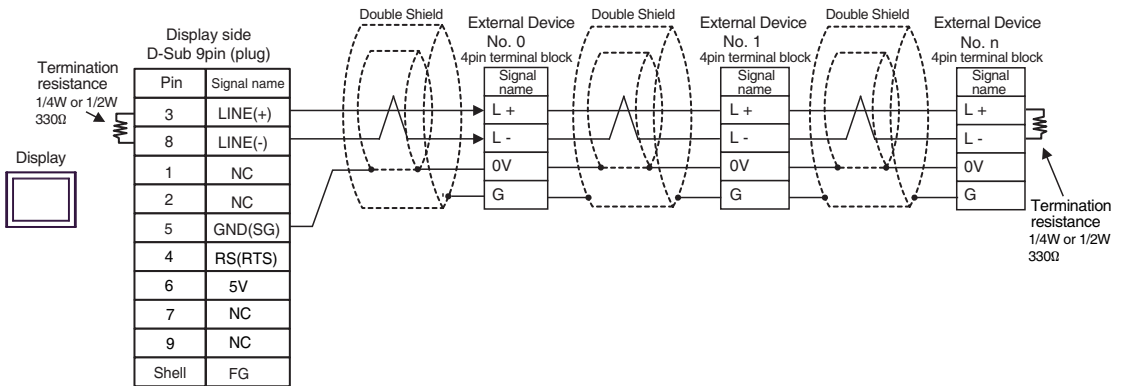 Double Shield
Double Shield
Double Shield
Display side
D-Sub 9pin (plug)
External Device
No. 0
4pin terminal block
External Device
No. 1
4pin terminal block
External Device
No. n
4pin terminal block
Termination
resistance
1/4W or 1/2W
330Ω
Display
Pin Signal name
3 LINE(+)
8 LINE(-)
1 NC
2 NC
5 GND(SG)
4 RS(RTS)
6 5V
7 NC
9 NC
Shell FG
Signal
name
L +
L -
0V
G
Signal
name
L +
L -
0V
G
Signal
name
L +
L -
0V
G
Termination
resistance
1/4W or 1/2W
330Ω